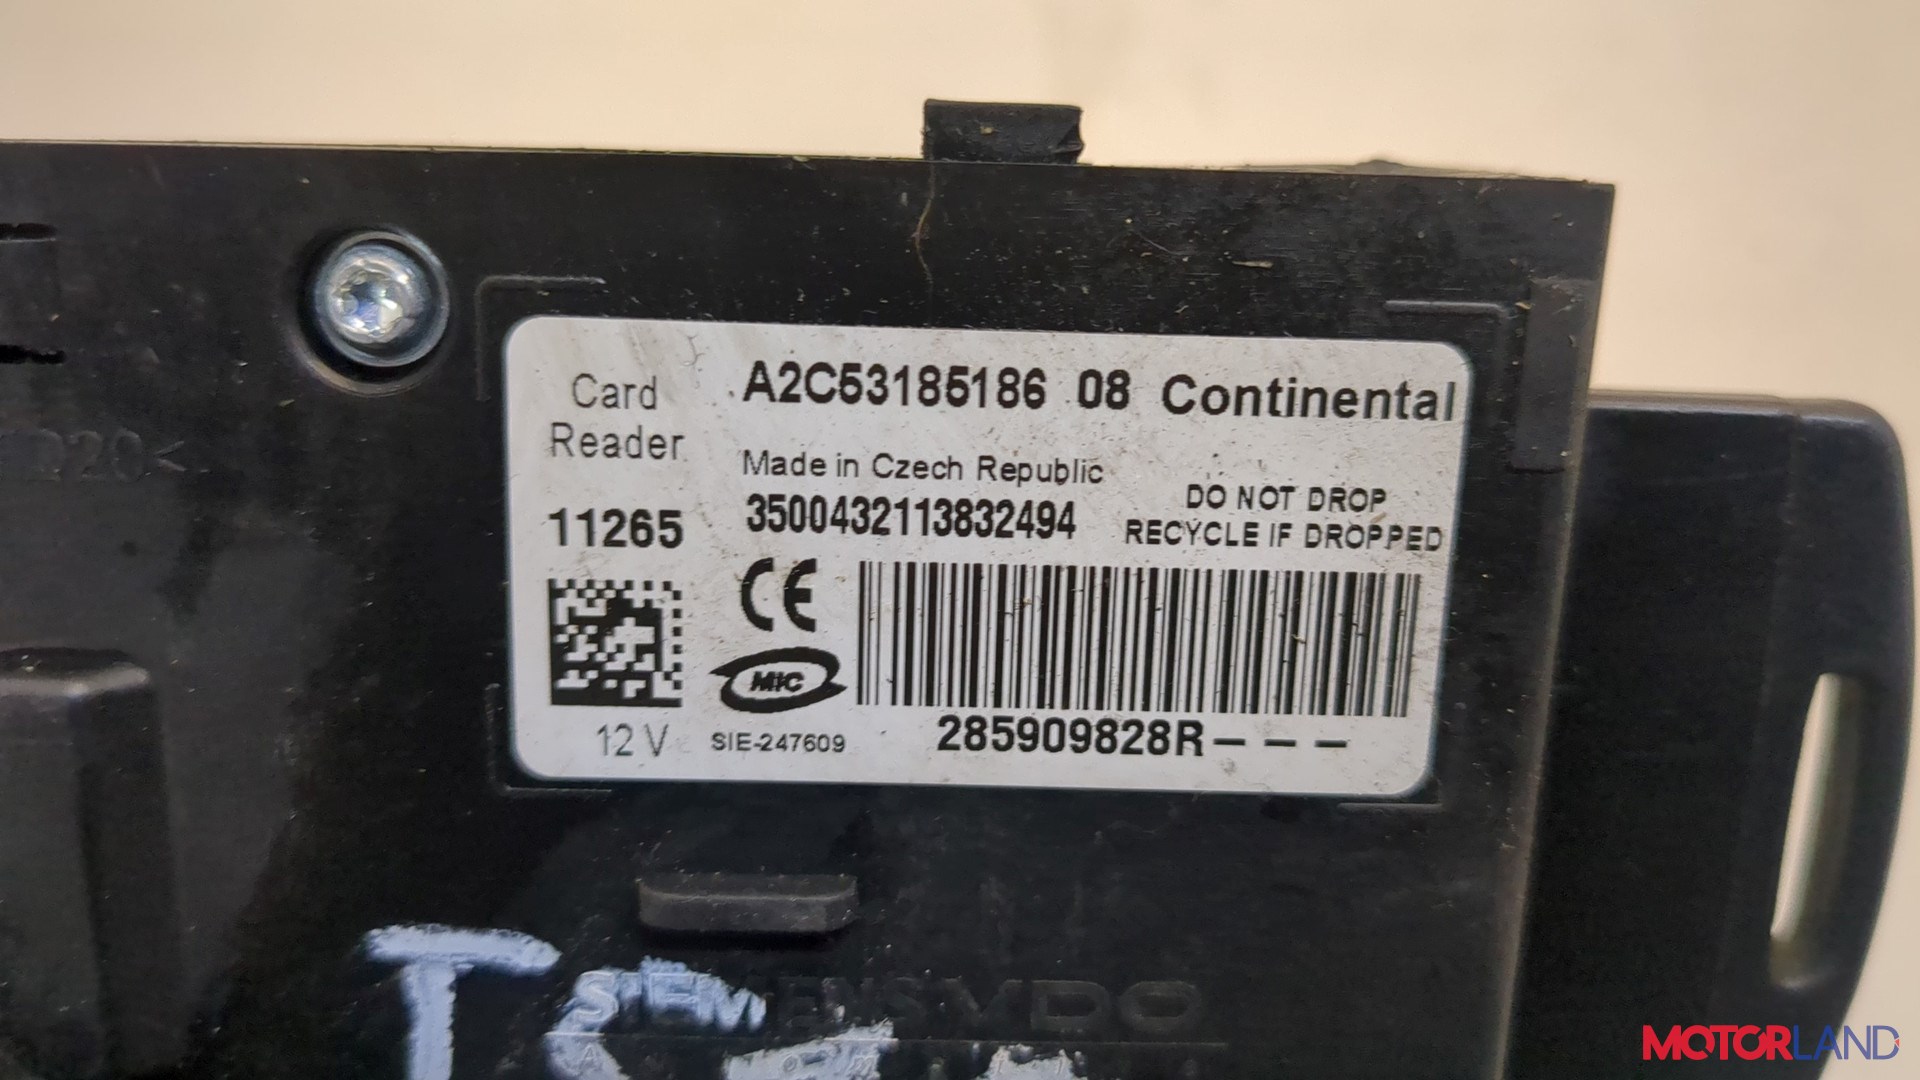 Card
Reader
A2C53185186 08 Continental
Made in Czech Republic
11265
3500432113832494
DO NOT DROP
RECYCLE IF DROPPED
CE
MIC
12 V
SIE-247609
285909828R---
SIEMENS VDO
MOTORLAND